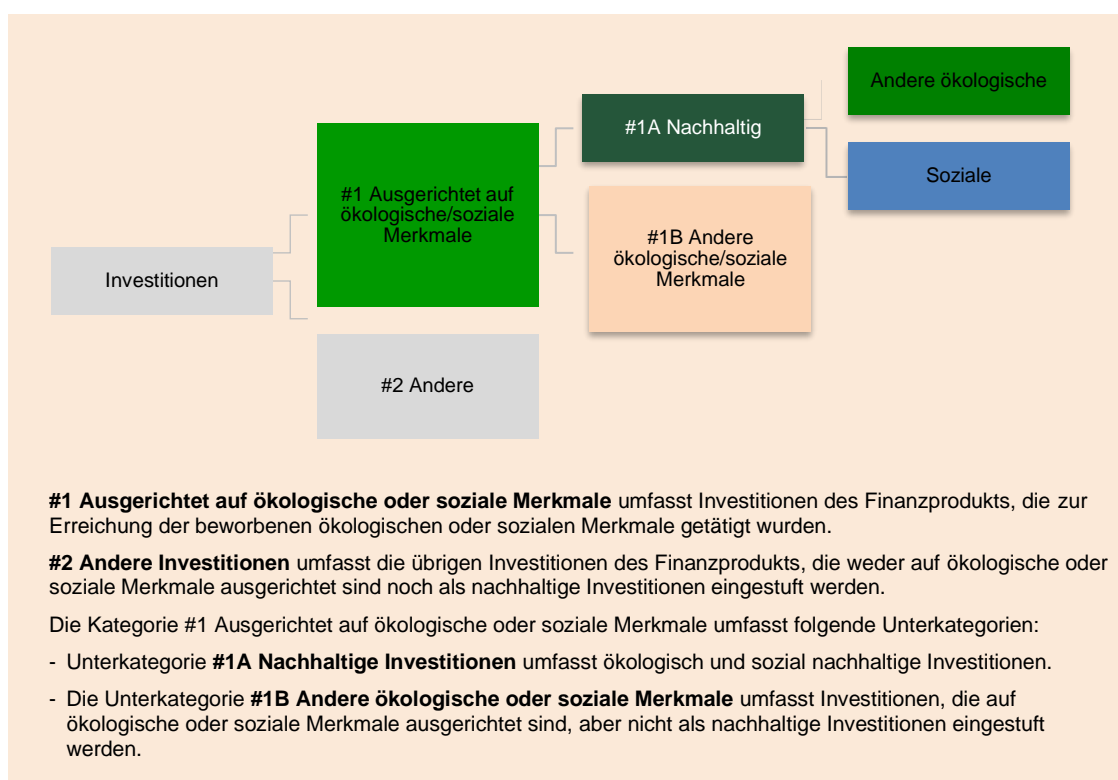 Andere ökologische
#1A Nachhaltig
Soziale
#1 Ausgerichtet auf
ökologische/soziale
Merkmale
#1B Andere
ökologische/soziale
Merkmale
Investitionen
#2 Andere
#1 Ausgerichtet auf ökologische oder soziale Merkmale umfasst Investitionen des Finanzprodukts, die zur
Erreichung der beworbenen ökologischen oder sozialen Merkmale getätigt wurden.
#2 Andere Investitionen umfasst die übrigen Investitionen des Finanzprodukts, die weder auf ökologische oder
soziale Merkmale ausgerichtet sind noch als nachhaltige Investitionen eingestuft werden.
Die Kategorie #1 Ausgerichtet auf ökologische oder soziale Merkmale umfasst folgende Unterkategorien:
- Unterkategorie #1A Nachhaltige Investitionen umfasst ökologisch und sozial nachhaltige Investitionen.
- Die Unterkategorie #1B Andere ökologische oder soziale Merkmale umfasst Investitionen, die auf
ökologische oder soziale Merkmale ausgerichtet sind, aber nicht als nachhaltige Investitionen eingestuft
werden.